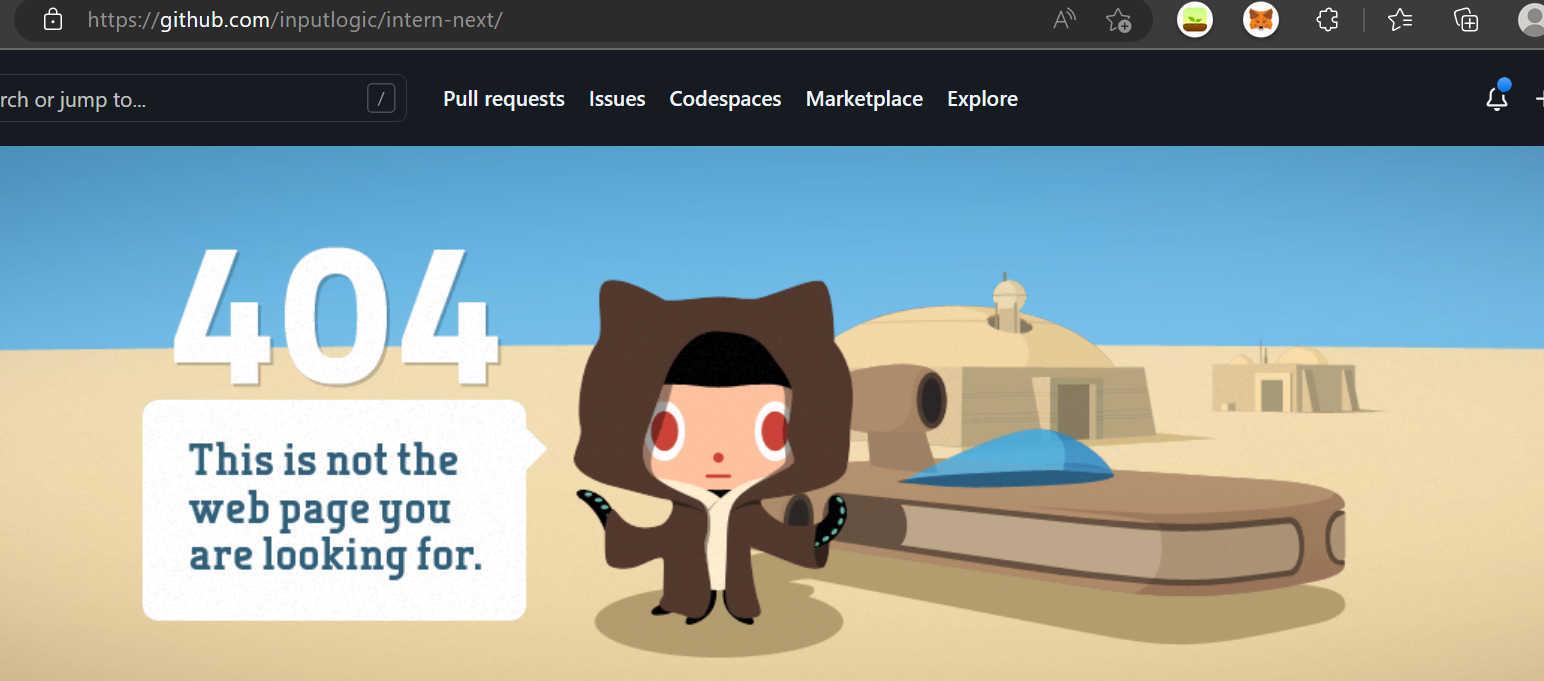 https://github.com/inputlogic/intern-next/
rch or jump to...
/
Pull requests
Issues
Codespaces
Marketplace
Explore
404
This is not the
web page you
are looking for.